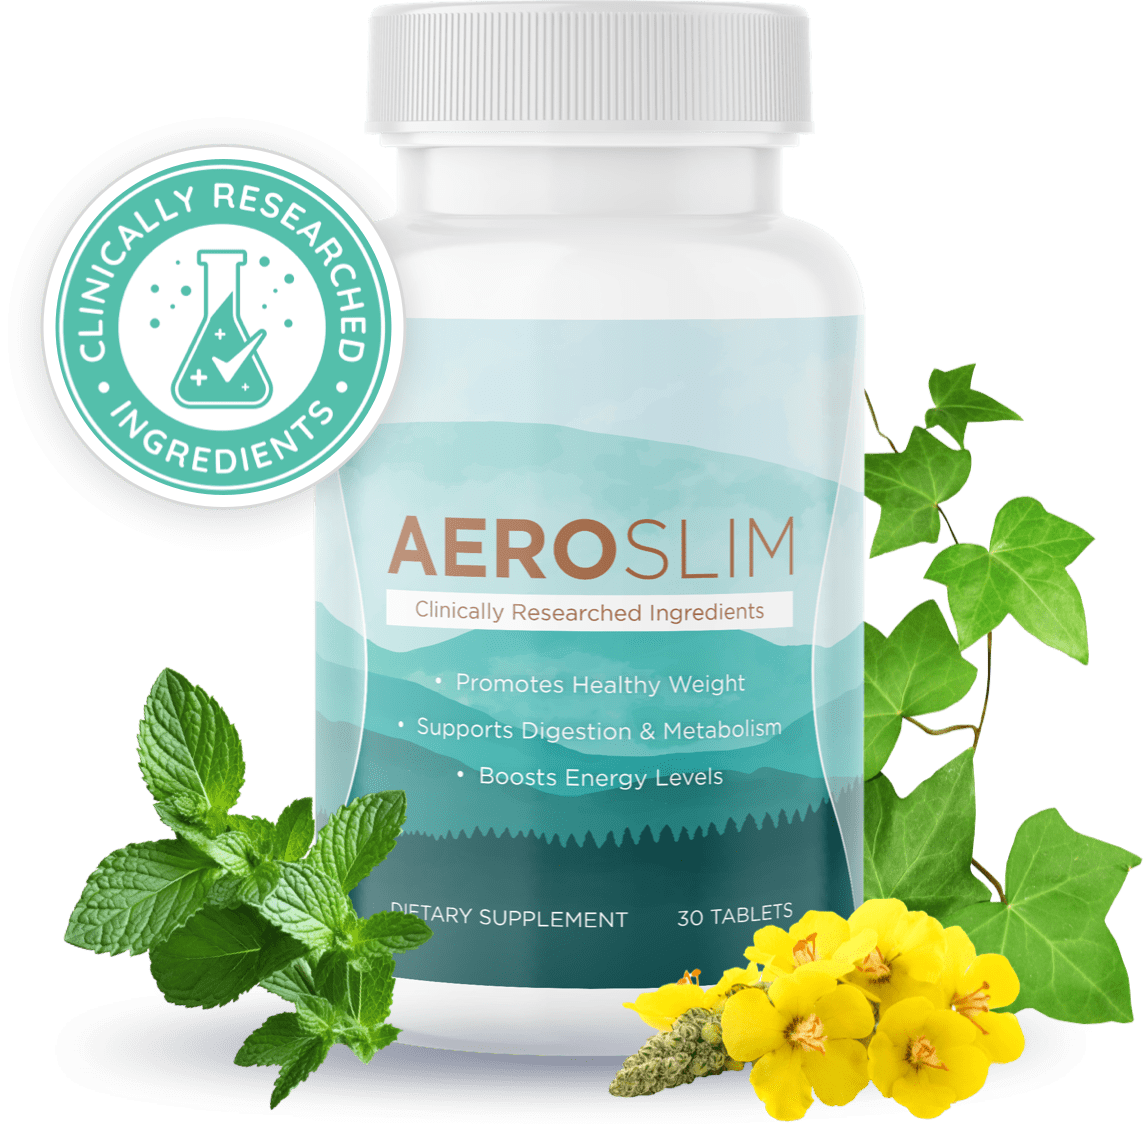 CLINICALLY RESEARCHED
INGREDIENTS
AEROSLIM
Clinically Researched Ingredients
• Promotes Healthy Weight
• Supports Digestion & Metabolism
• Boosts Energy Levels
DIETARY SUPPLEMENT 30 TABLETS